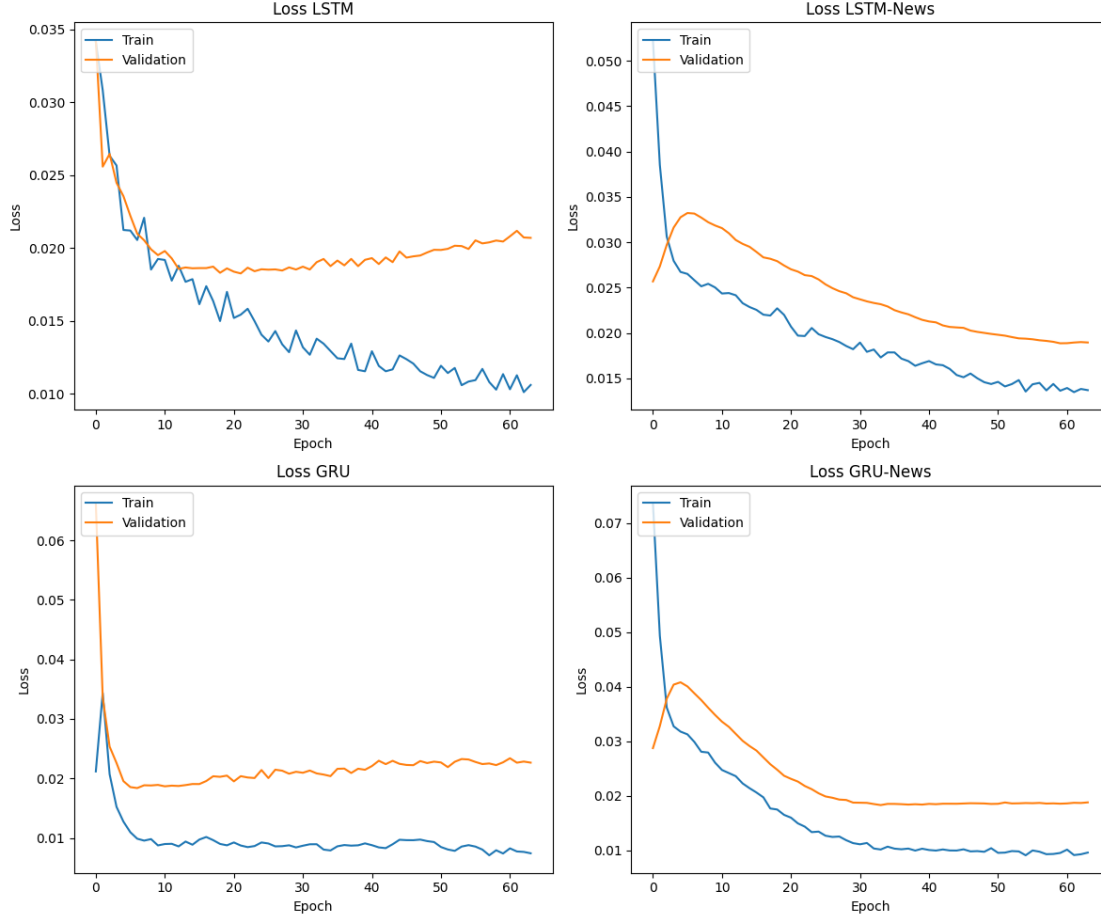 Loss LSTM
0.035
0.030
0.025
0.020
0.015
0.010
Loss
Train
Validation
0 10 20 30 40 50 60
Epoch
Loss LSTM-News
0.050
0.045
0.040
0.035
0.030
0.025
0.020
0.015
Loss
Train
Validation
0 10 20 30 40 50 60
Epoch
Loss GRU
0.06
0.05
0.04
0.03
0.02
0.01
Loss
Train
Validation
0 10 20 30 40 50 60
Epoch
Loss GRU-News
0.07
0.06
0.05
0.04
0.03
0.02
0.01
Loss
Train
Validation
0 10 20 30 40 50 60
Epoch